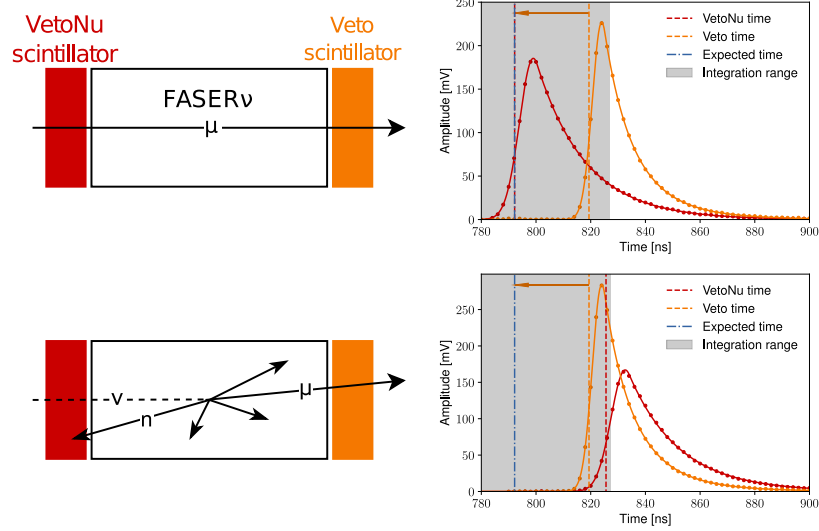 VetoNu
scintillator
Veto
scintillator
FASERν
μ
250
200
150
100
50
0
Amplitude [mV]
VetoNu time
Veto time
Expected time
Integration range
780 800 820 840 860 880 900
Time [ns]
ν
n
μ
250
200
150
100
50
0
Amplitude [mV]
VetoNu time
Veto time
Expected time
Integration range
780 800 820 840 860 880 900
Time [ns]